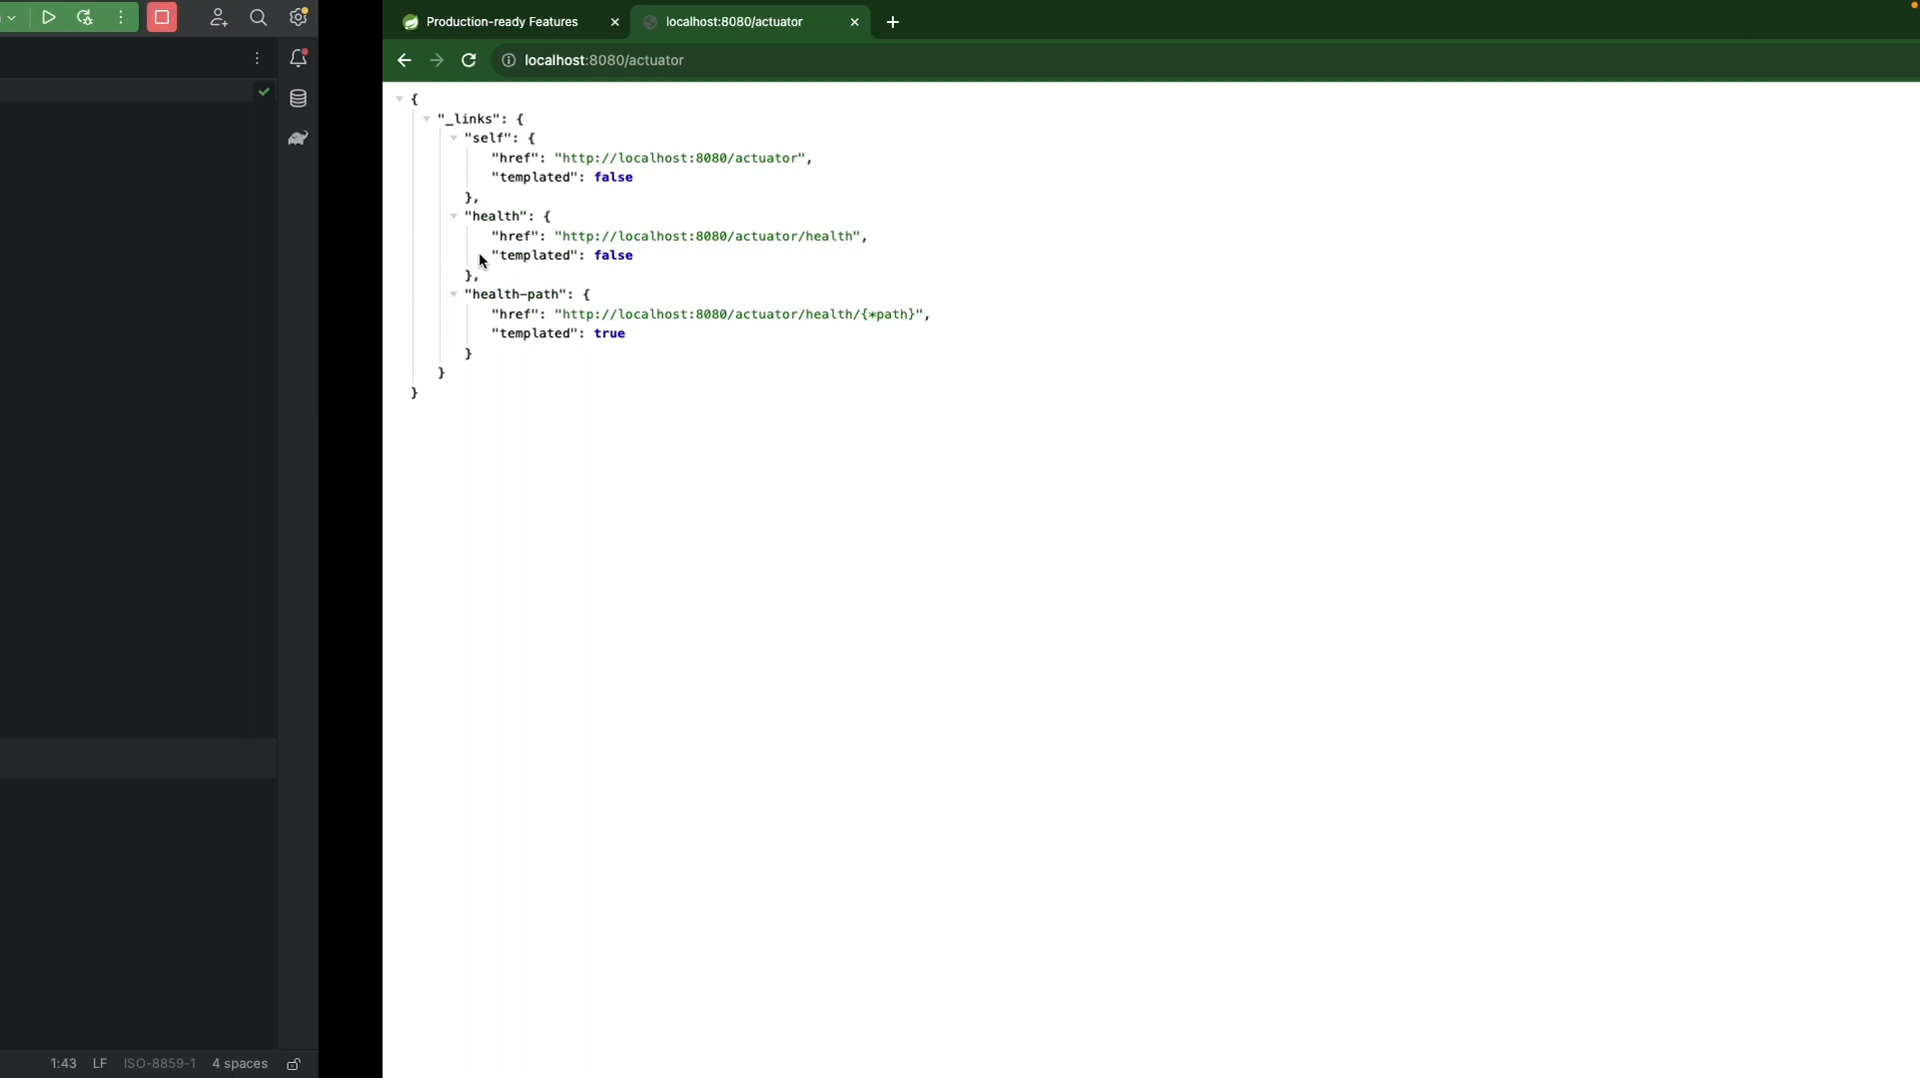 Production-ready Features
localhost:8080/actuator
localhost:8080/actuator
{
"_links": {
"self": {
"href": "http://localhost:8080/actuator",
"templated": false
},
"health": {
"href": "http://localhost:8080/actuator/health",
"templated": false
},
"health-path": {
"href": "http://localhost:8080/actuator/health/{*path}",
"templated": true
}
}
}
1:43 LF ISO-8859-1 4 spaces